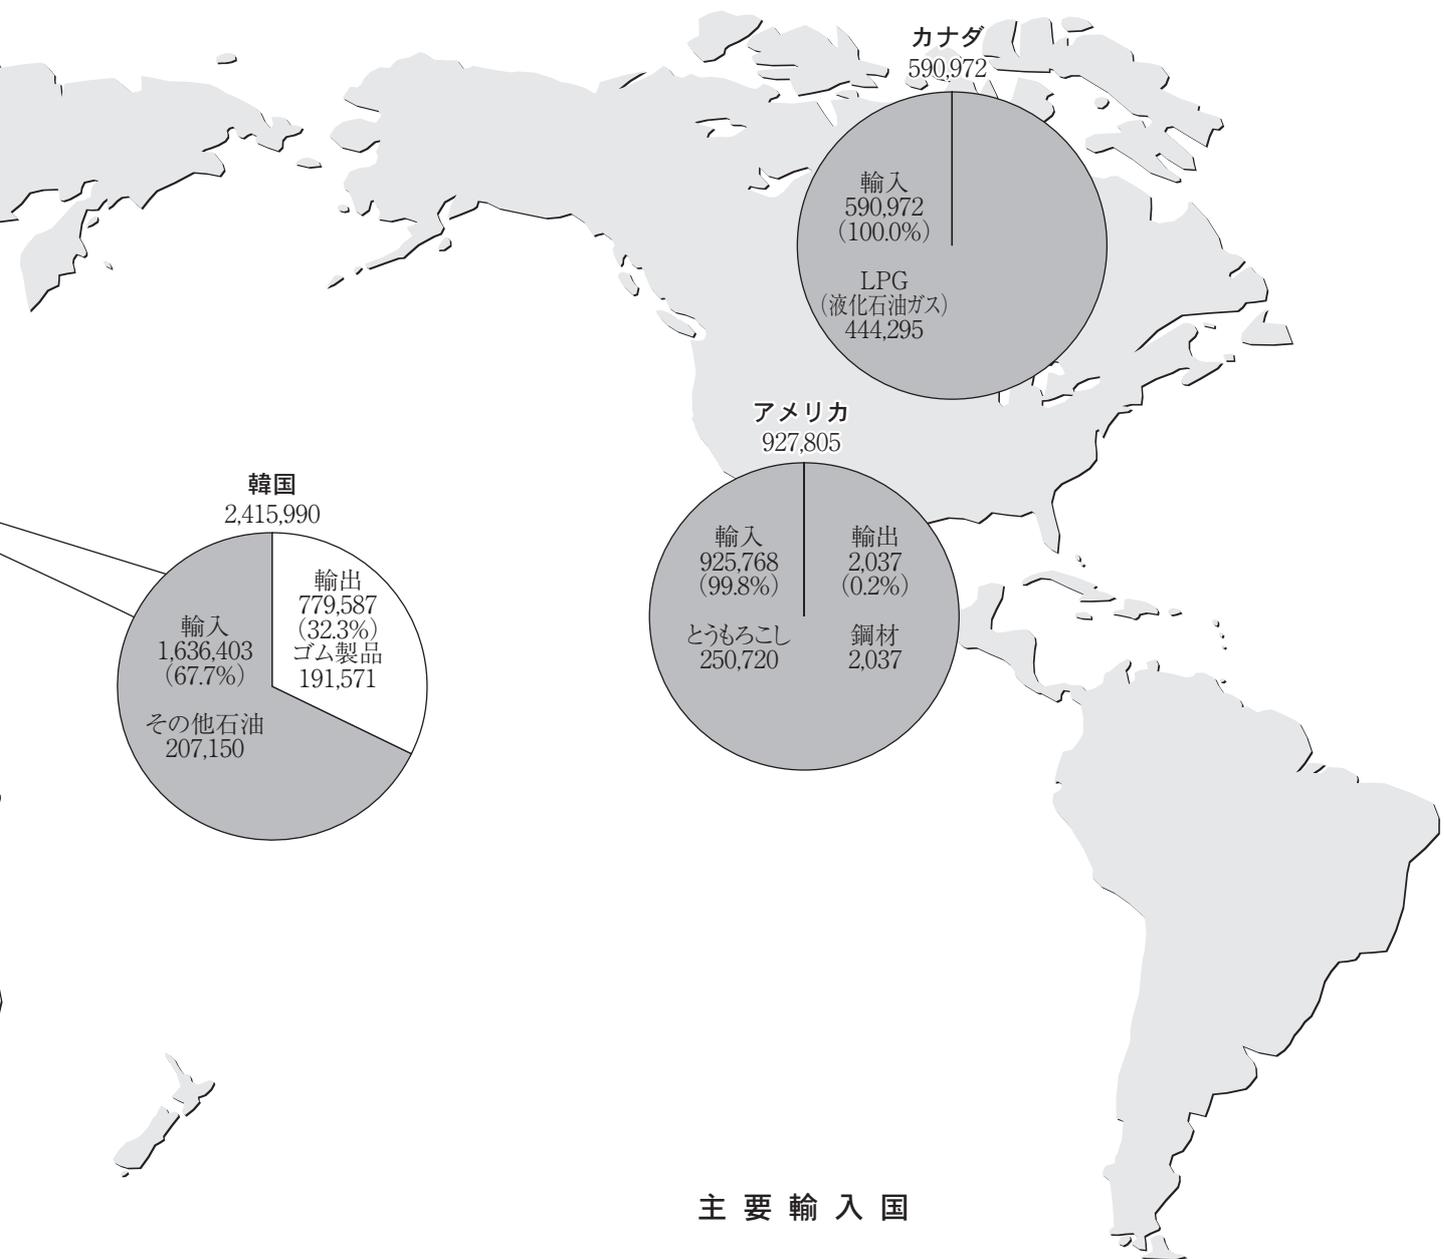 カナダ
590,972
輸入
590,972
(100.0%)
LPG
(液化石油ガス)
444,295
アメリカ
927,805
輸入
925,768
(99.8%)
とうもろこし
250,720
輸出
2,037
(0.2%)
鋼材
2,037
韓国
2,415,990
輸出
779,587
(32.3%)
ゴム製品
191,571
輸入
1,636,403
(67.7%)
その他石油
207,150
主要輸入国